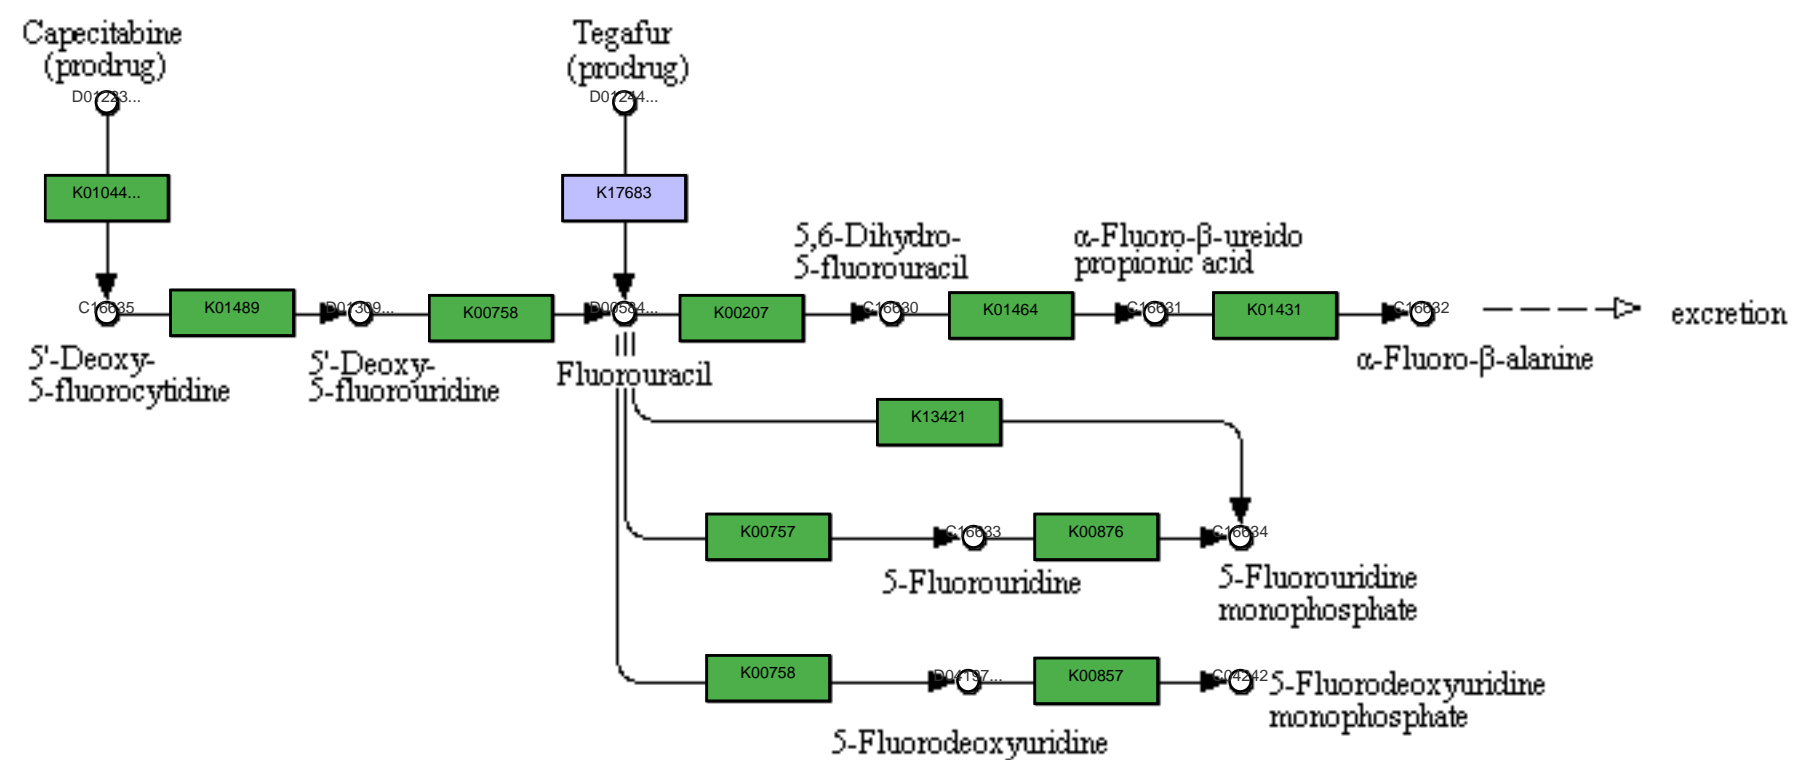 Capecitabine
(prodrug)
Tegafur
(prodrug)
D01223...
D01244...
K01044...
K17683
5,6-Dihydro-
5-fluorouracil
α-Fluoro-β-ureido
propionic acid
C16635
K01489
D01309...
K00758
D00584...
K00207
C16630
K01464
C16631
K01431
C16632
excretion
5'-Deoxy-
5-fluorocytidine
5'-Deoxy-
5-fluorouridine
Fluorouracil
α-Fluoro-β-alanine
K13421
K00757
C16633
K00876
C16634
5-Fluorouridine
5-Fluorouridine
monophosphate
K00758
D04197...
K00857
C04242
5-Fluorodeoxyuridine
monophosphate
5-Fluorodeoxyuridine